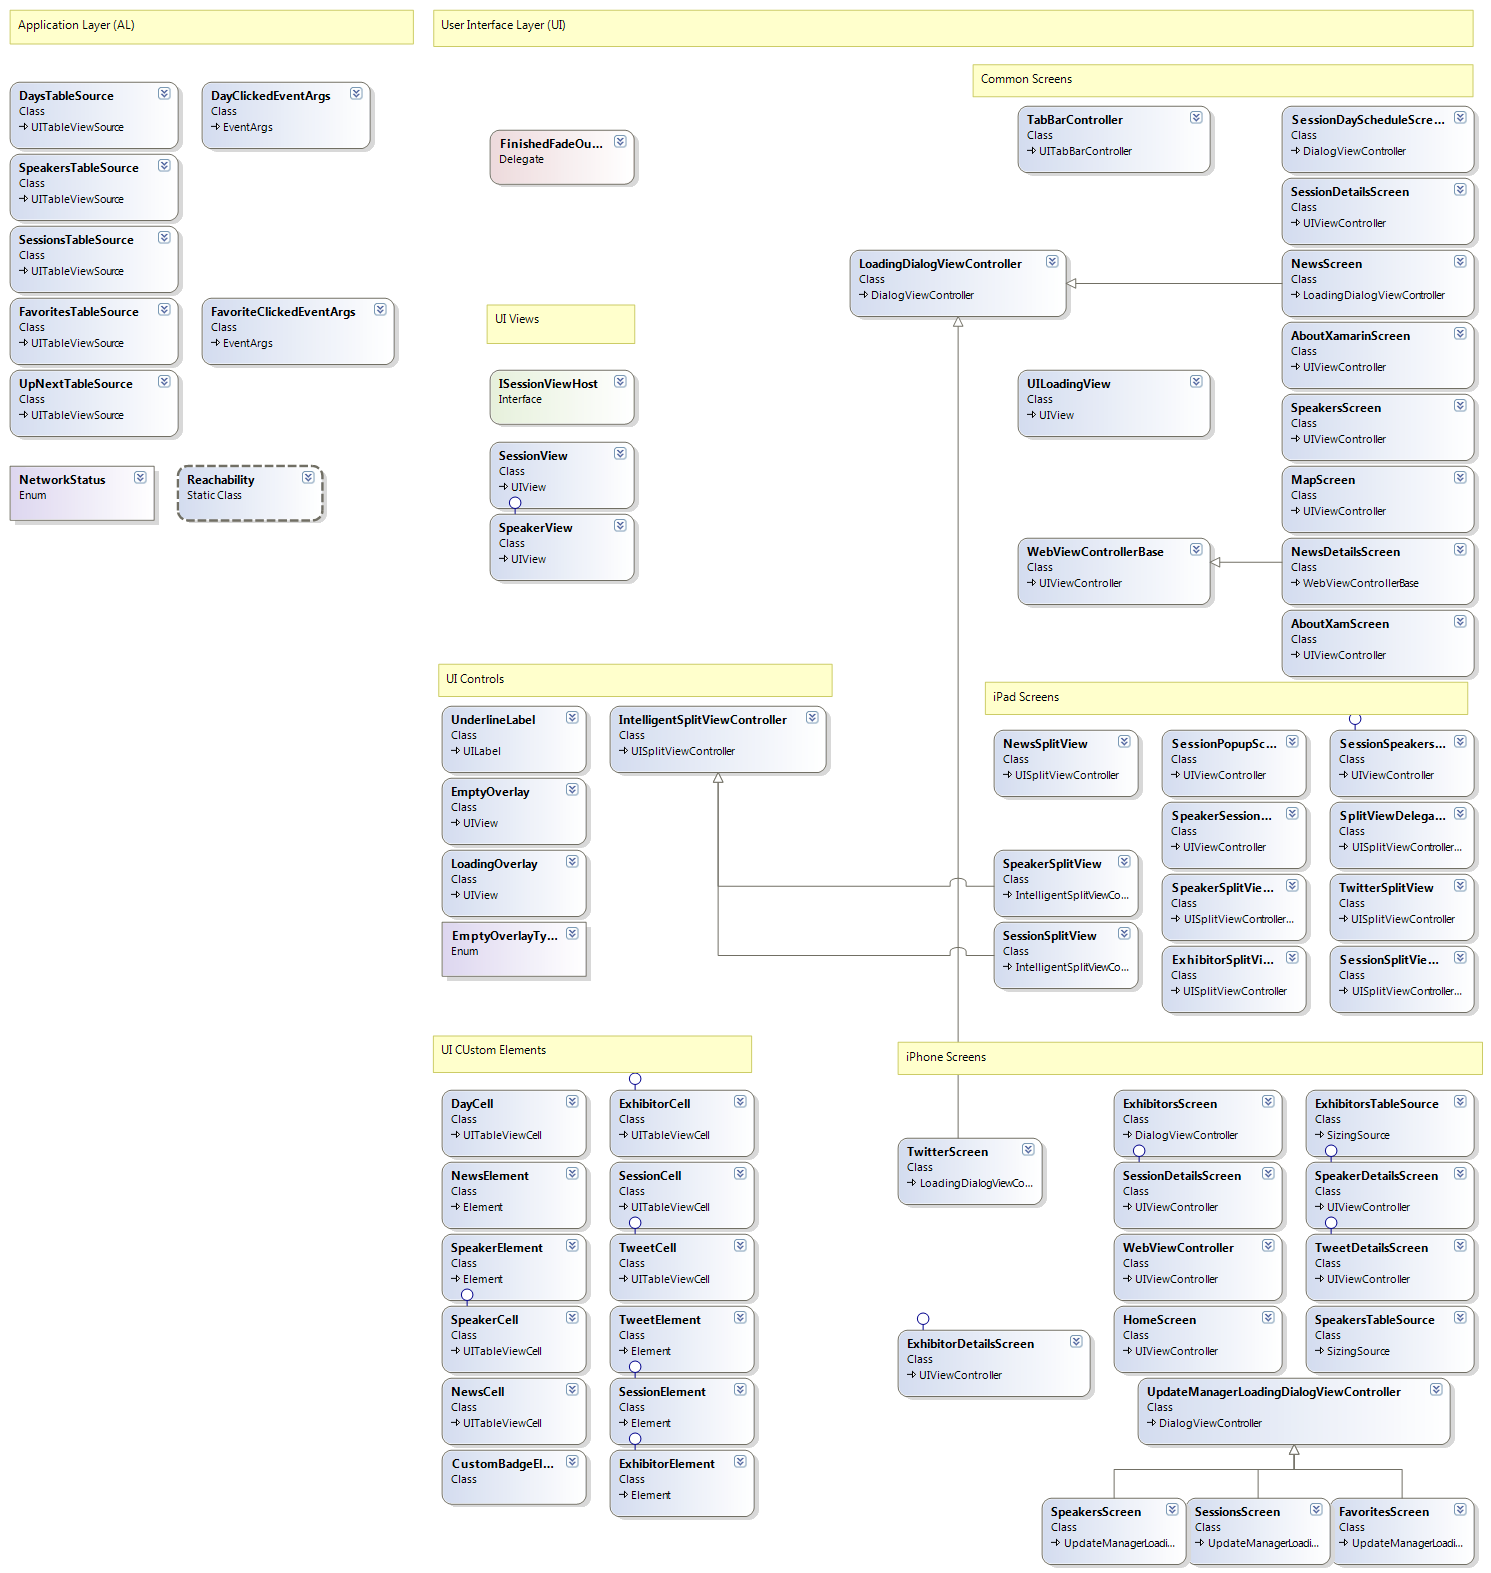 Application Layer (AL)
DaysTableSource
Class
UITableViewSource
DayClickedEventArgs
Class
EventArgs
SpeakersTableSource
Class
UITableViewSource
SessionsTableSource
Class
UITableViewSource
FavoritesTableSource
Class
UITableViewSource
FavoriteClickedEventArgs
Class
EventArgs
UpNextTableSource
Class
UITableViewSource
NetworkStatus
Enum
Reachability
Static Class
User Interface Layer (UI)
FinishedFadeOu...
Delegate
UI Views
ISessionViewHost
Interface
SessionView
Class
UIView
SpeakerView
Class
UIView
Common Screens
TabBarController
Class
UITabBarController
LoadingDialogViewController
Class
DialogViewController
UILoadingView
Class
UIView
WebViewControllerBase
Class
UIViewController
SessionDayScheduleScre...
Class
DialogViewController
SessionDetailsScreen
Class
UIViewController
NewsScreen
Class
LoadingDialogViewController
AboutXamarinScreen
Class
UIViewController
SpeakersScreen
Class
UIViewController
MapScreen
Class
UIViewController
NewsDetailsScreen
Class
WebViewControllerBase
AboutXamScreen
Class
UIViewController
UI Controls
UnderlineLabel
Class
UILabel
IntelligentSplitViewController
Class
UISplitViewController
EmptyOverlay
Class
UIView
LoadingOverlay
Class
UIView
EmptyOverlayTy...
Enum
iPad Screens
NewsSplitView
Class
UISplitViewController
SessionPopupSc...
Class
UIViewController
SessionSpeakers...
Class
UIViewController
SpeakerSession...
Class
UIViewController
SplitViewDelega...
Class
UISplitViewController...
SpeakerSplitView
Class
IntelligentSplitViewCo...
SpeakerSplitVie...
Class
UISplitViewController...
TwitterSplitView
Class
UISplitViewController
SessionSplitView
Class
IntelligentSplitViewCo...
ExhibitorSplitVi...
Class
UISplitViewController
SessionSplitVie...
Class
UISplitViewController...
UI CUstom Elements
DayCell
Class
UITableViewCell
ExhibitorCell
Class
UITableViewCell
NewsElement
Class
Element
SessionCell
Class
UITableViewCell
SpeakerElement
Class
Element
TweetCell
Class
UITableViewCell
SpeakerCell
Class
UITableViewCell
TweetElement
Class
Element
NewsCell
Class
UITableViewCell
SessionElement
Class
Element
CustomBadgeEl...
Class
ExhibitorElement
Class
Element
iPhone Screens
TwitterScreen
Class
LoadingDialogViewCo...
ExhibitorDetailsScreen
Class
UIViewController
ExhibitorsScreen
Class
DialogViewController
ExhibitorsTableSource
Class
SizingSource
SessionDetailsScreen
Class
UIViewController
SpeakerDetailsScreen
Class
UIViewController
WebViewController
Class
UIViewController
TweetDetailsScreen
Class
UIViewController
HomeScreen
Class
UIViewController
SpeakersTableSource
Class
SizingSource
UpdateManagerLoadingDialogViewController
Class
DialogViewController
SpeakersScreen
Class
UpdateManagerLoadi...
SessionsScreen
Class
UpdateManagerLoadi...
FavoritesScreen
Class
UpdateManagerLoadi...